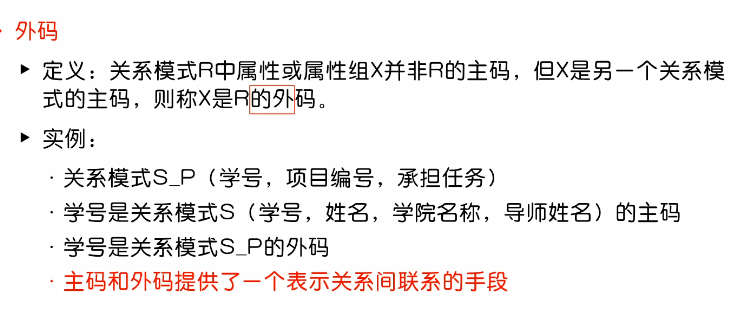 · 外码
▶ 定义：关系模式R中属性或属性组X并非R的主码，但X是另一个关系模
式的主码，则称X是R的外码。
▶ 实例：
· 关系模式S_P（学号，项目编号，承担任务）
· 学号是关系模式S（学号，姓名，学院名称，导师姓名）的主码
· 学号是关系模式S_P的外码
· 主码和外码提供了一个表示关系间联系的手段